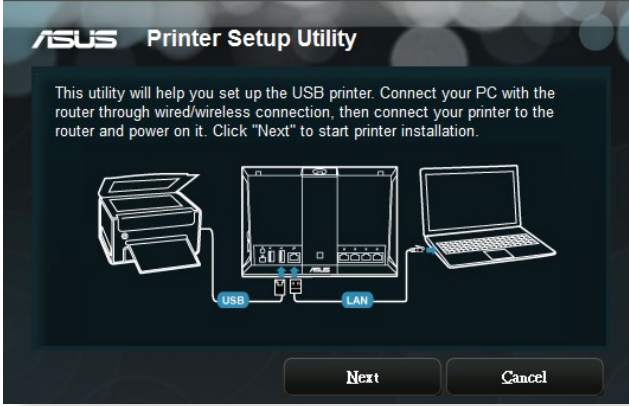 ASUS Printer Setup Utility
This utility will help you set up the USB printer. Connect your PC with the
router through wired/wireless connection, then connect your printer to the
router and power on it. Click "Next" to start printer installation.
ASUS
USB
LAN
Next
Cancel